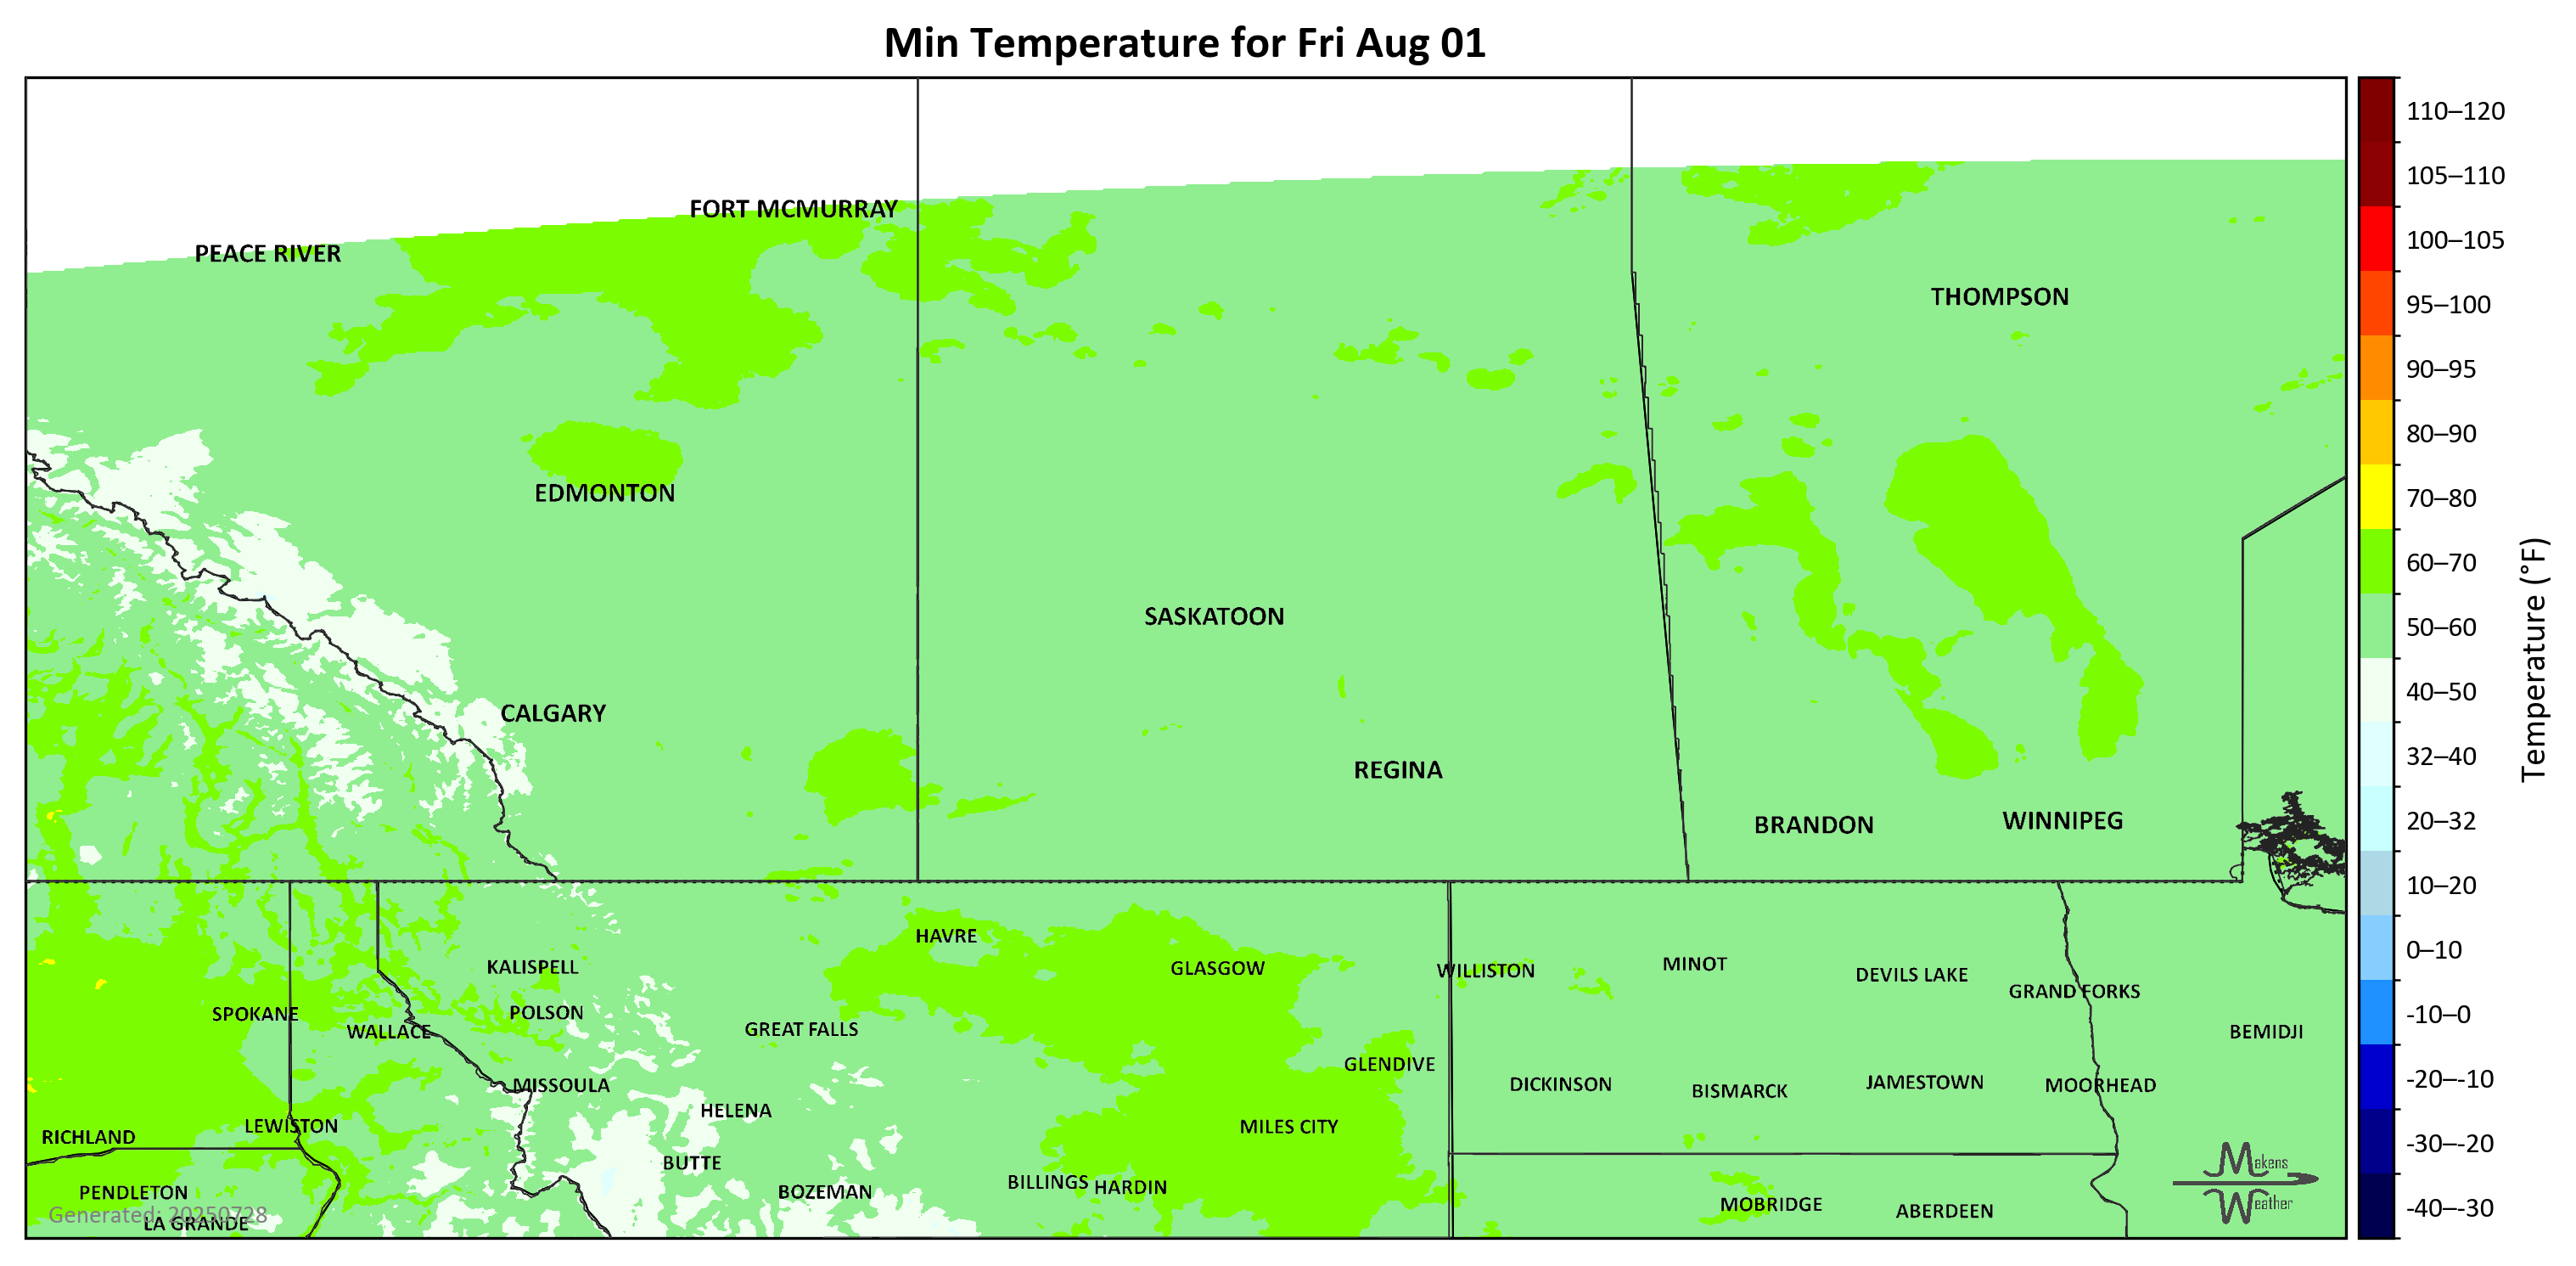 Min Temperature for Fri Aug 01
FORT MCMURRAY
PEACE RIVER
THOMPSON
EDMONTON
SASKATOON
CALGARY
REGINA
BRANDON
WINNIPEG
HAVRE
KALISPELL
GLASGOW
WILLISTON
MINOT
DEVILS LAKE
GRAND FORKS
SPOKANE
POLSON
WALLACE
GREAT FALLS
BEMIDJI
GLENDIVE
MISSOULA
DICKINSON
BISMARCK
JAMESTOWN
MOORHEAD
HELENA
LEWISTON
MILES CITY
RICHLAND
BUTTE
BOZEMAN
BILLINGS
HARDIN
PENDLETON
MOBRIDGE
ABERDEEN
Generated: 20250728
LA GRANDE
Makens
Weather
110–120
105–110
100–105
95–100
90–95
80–90
70–80
60–70
50–60
40–50
32–40
20–32
10–20
0–10
-10–0
-20–-10
-30–-20
-40–-30
Temperature (°F)